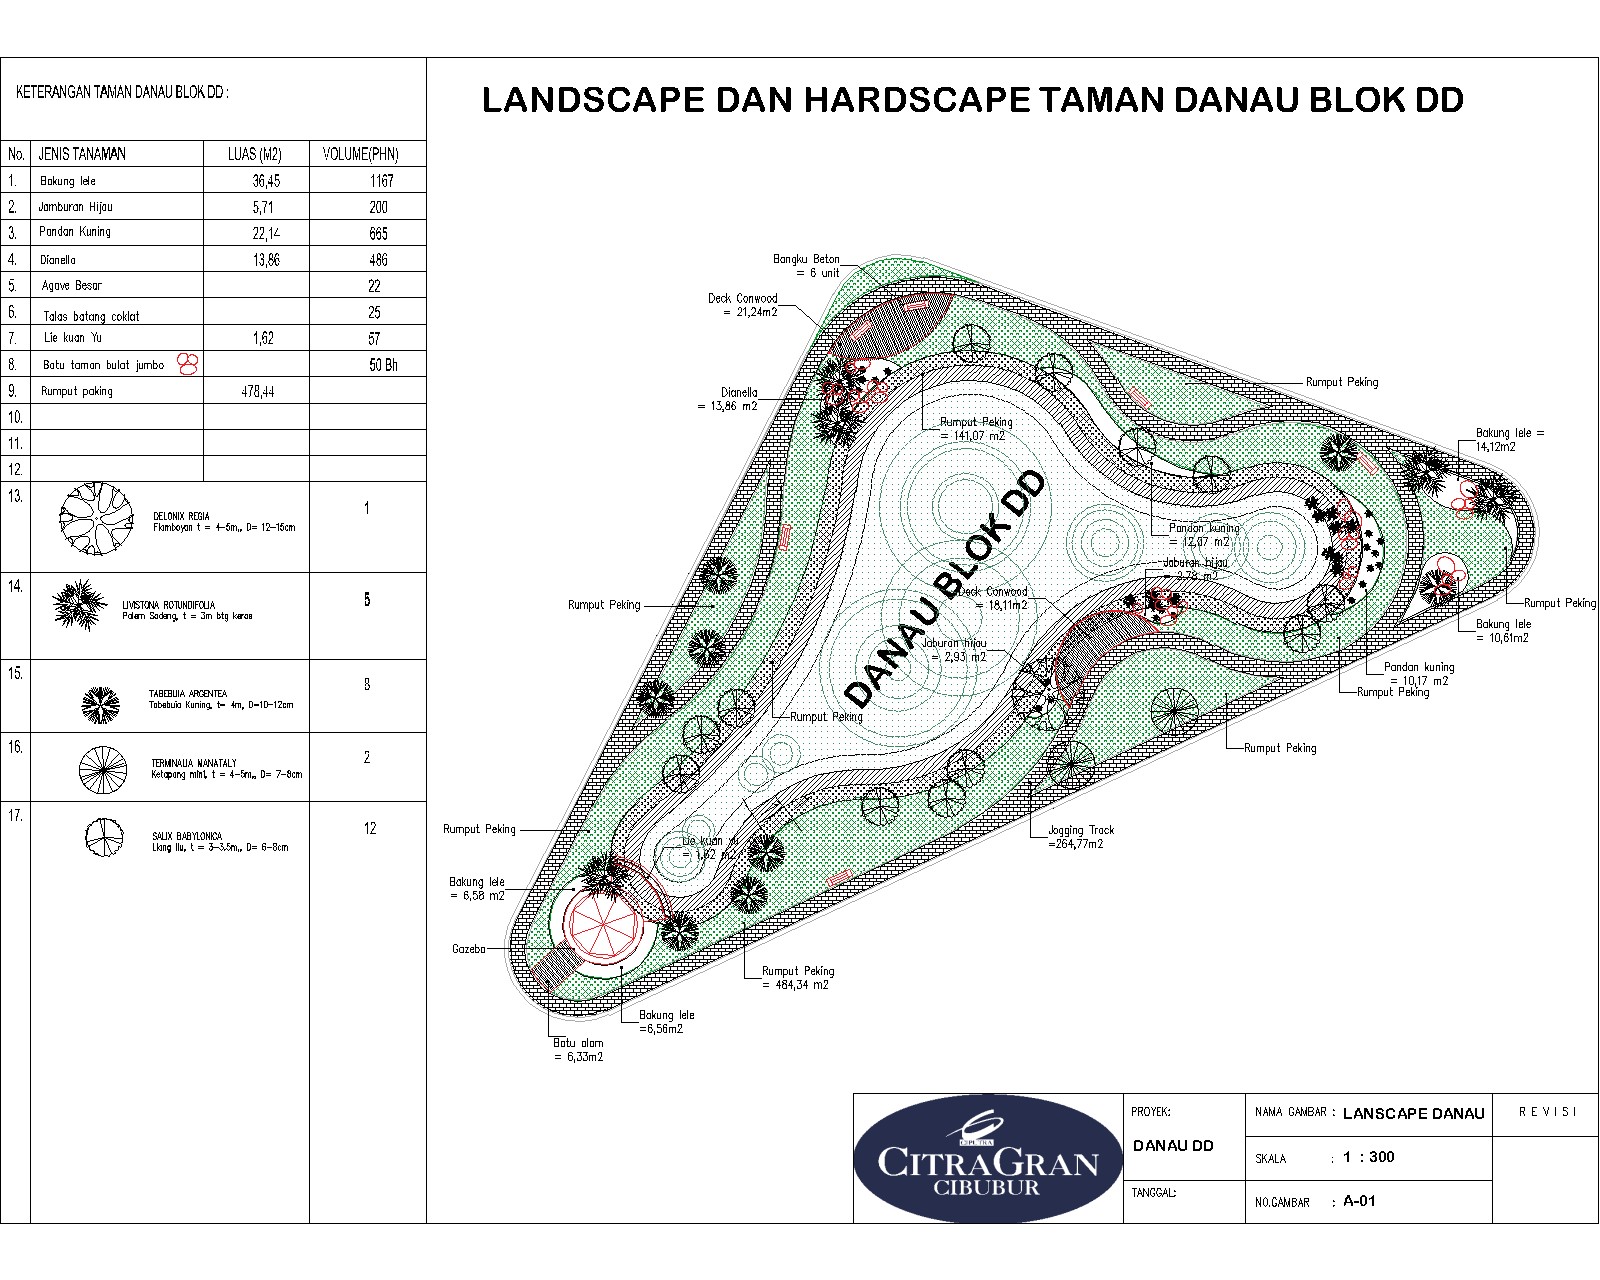 KETERANGAN TAMAN DANAU BLOK DD :
No. JENIS TANAMAN LUAS (M2) VOLUME(PHN)
1. Bakung lele 36,45 1167
2. Jamburan Hijau 5,71 200
3. Pandan Kuning 22,14 665
4. Dianella 13,86 486
5. Agave Besar 22
6. Talas batang coklat 25
7. Lie kuan Yu 1,62 57
8. Batu taman bulat jumbo 50 Bh
9. Rumput paking 478,44
10.
11.
12.
13. DELONIX REGIA 1
Flamboyan t = 4-5m,, D= 12-15cm
14. LIVISTONA ROTUNDIFOLIA 5
Palem Sadeng, t = 3m btg keras
15. TABEBUIA ARGENTEA 8
Tabebuia Kuning, t= 4m, D=10-12cm
16. TERMINALIA MANATALY 2
Ketapang mini, t = 4-5m,, D= 7-8cm
17. SALIX BABYLONICA 12
Liang liu, t = 3-3.5m,, D= 6-8cm
LANDSCAPE DAN HARDSCAPE TAMAN DANAU BLOK DD
Bangku Beton
= 6 unit
Deck Conwood
= 21,24m2
Dianella
= 13,86 m2
Rumput Peking
= 141,07 m2
Rumput Peking
Bakung lele =
14,12m2
Pandan kuning
= 12,07 m2
Jaburan hijau
= 2,78 m2
Deck Conwood
= 18,11m2
Jaburan hijau
= 2,93 m2
DANAU BLOK DD
Rumput Peking
Rumput Peking
Bakung lele
= 10,61m2
Pandan kuning
= 10,17 m2
Rumput Peking
Rumput Peking
Rumput Peking
Jogging Track
=264,77m2
Rumput Peking
Lie kuan yu
= 1,62 m2
Bakung lele
= 6,58 m2
Gazebo
Rumput Peking
= 484,34 m2
Bakung lele
=6,56m2
Batu alam
= 6,33m2
CIPUTRA
CITRAGRAN
CIBUBUR
PROYEK:
DANAU DD
TANGGAL:
NAMA GAMBAR : LANSCAPE DANAU
SKALA : 1 : 300
NO.GAMBAR : A-01
REVISI